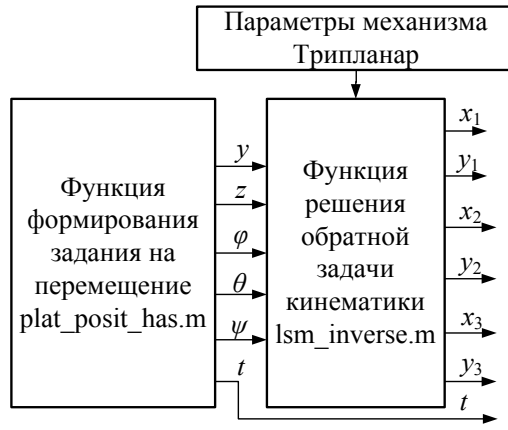 Параметры механизма
Трипланар
Функция
формирования
задания на
перемещение
plat_posit_has.m
y
z
φ
θ
ψ
t
Функция
решения
обратной
задачи
кинематики
lsm_inverse.m
x1
y1
x2
y2
x3
y3
t